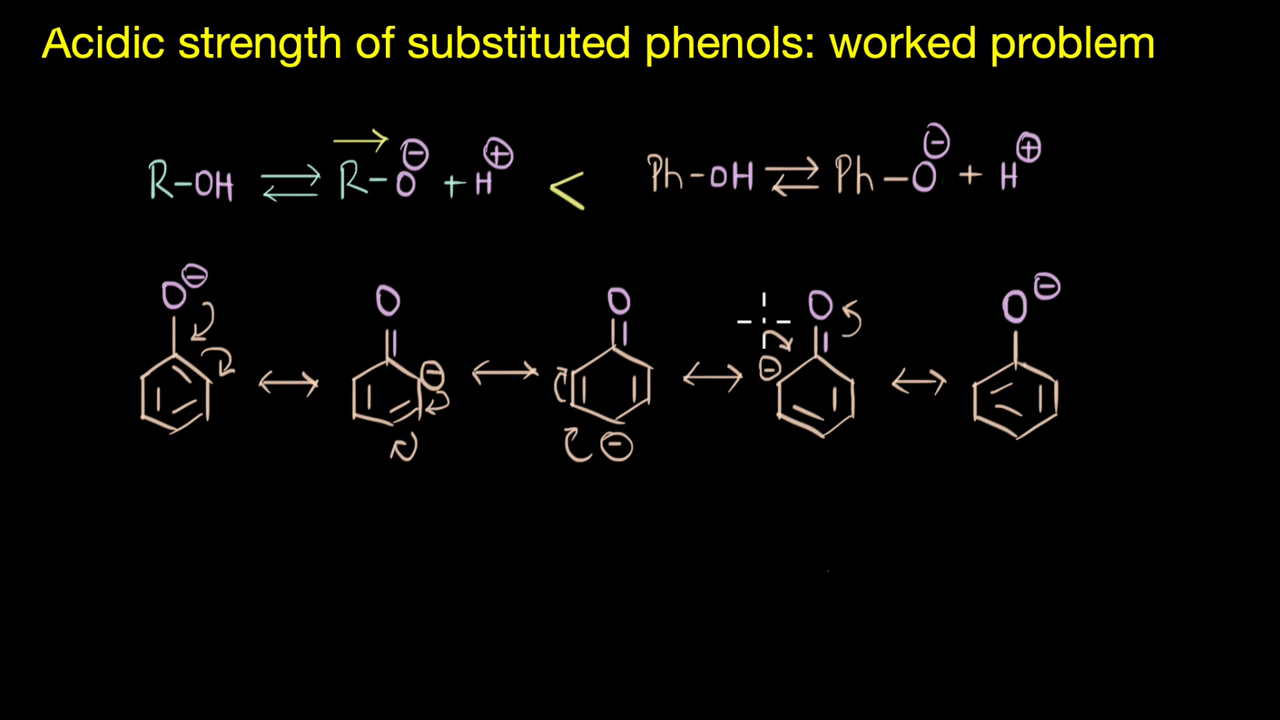 Acidic strength of substituted phenols: worked problem
R-OH ⇌ R-O⊖ + H⊕ < Ph-OH ⇌ Ph-O⊖ + H⊕
O⊖ ↔ O ⊖ ↔ O ⊖ ↔ ⊖ O ↔ O⊖